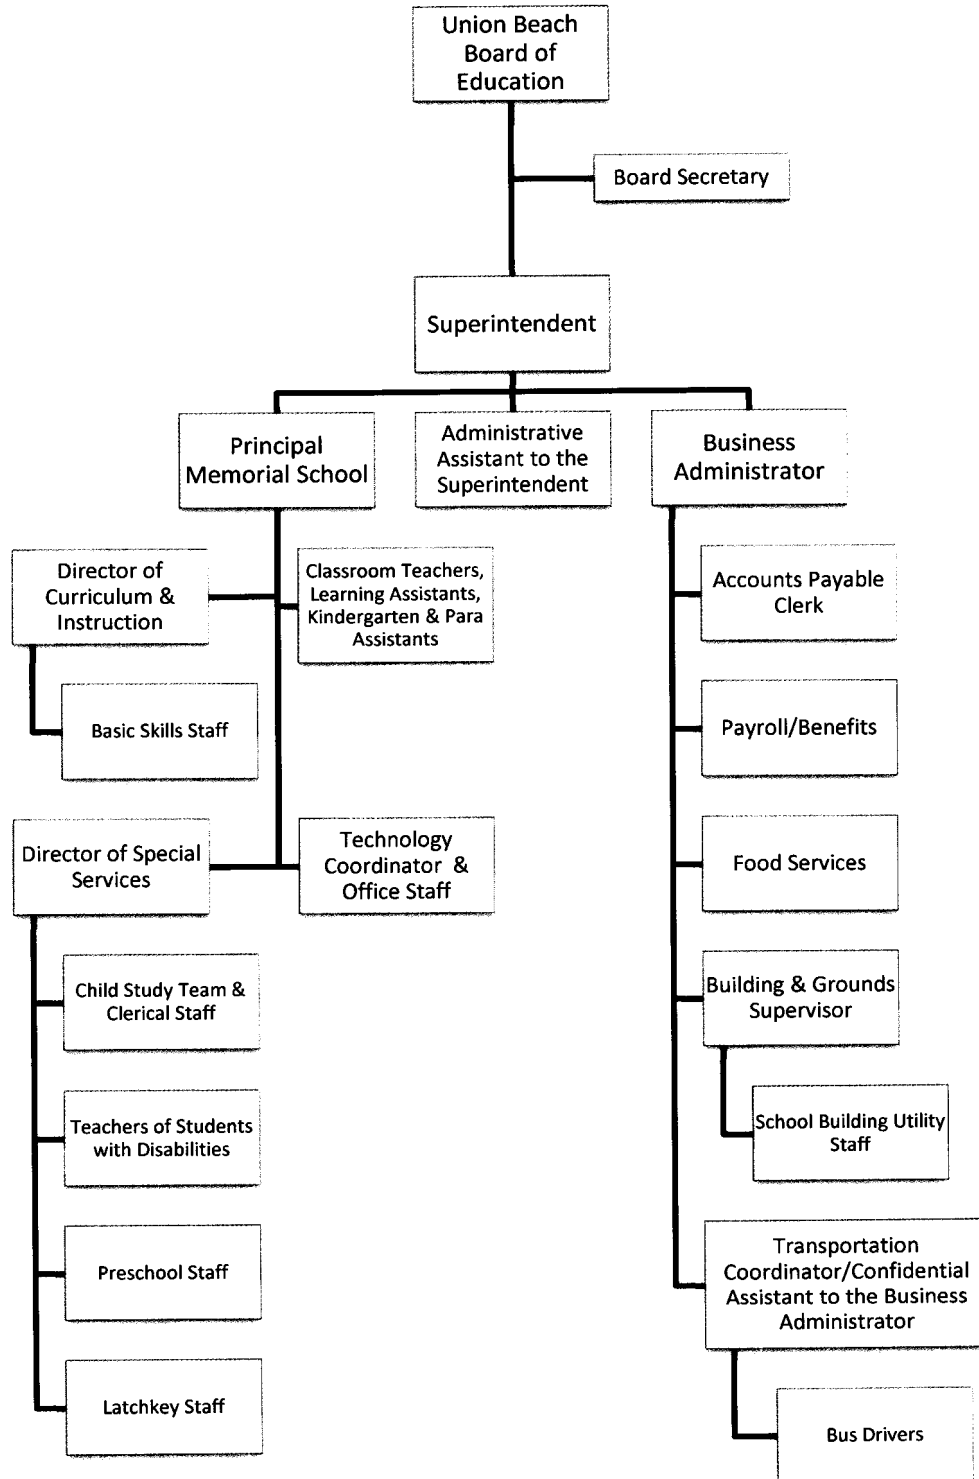 Union Beach
Board of
Education
Board Secretary
Superintendent
Principal
Memorial School
Administrative
Assistant to the
Superintendent
Business
Administrator
Director of
Curriculum &
Instruction
Classroom Teachers,
Learning Assistants,
Kindergarten & Para
Assistants
Accounts Payable
Clerk
Basic Skills Staff
Payroll/Benefits
Director of Special
Services
Technology
Coordinator &
Office Staff
Food Services
Child Study Team &
Clerical Staff
Building & Grounds
Supervisor
Teachers of Students
with Disabilities
School Building Utility
Staff
Preschool Staff
Transportation
Coordinator/Confidential
Assistant to the Business
Administrator
Latchkey Staff
Bus Drivers